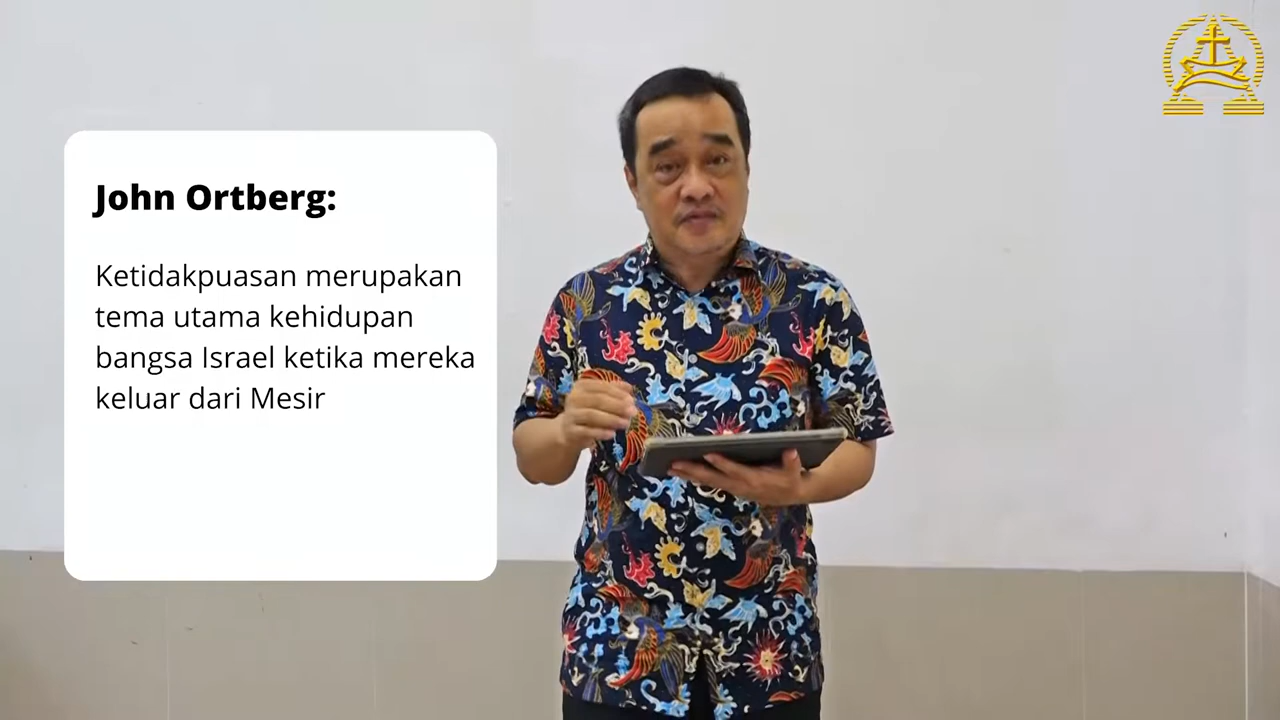 John Ortberg:
Ketidakpuasan merupakan
tema utama kehidupan
bangsa Israel ketika mereka
keluar dari Mesir